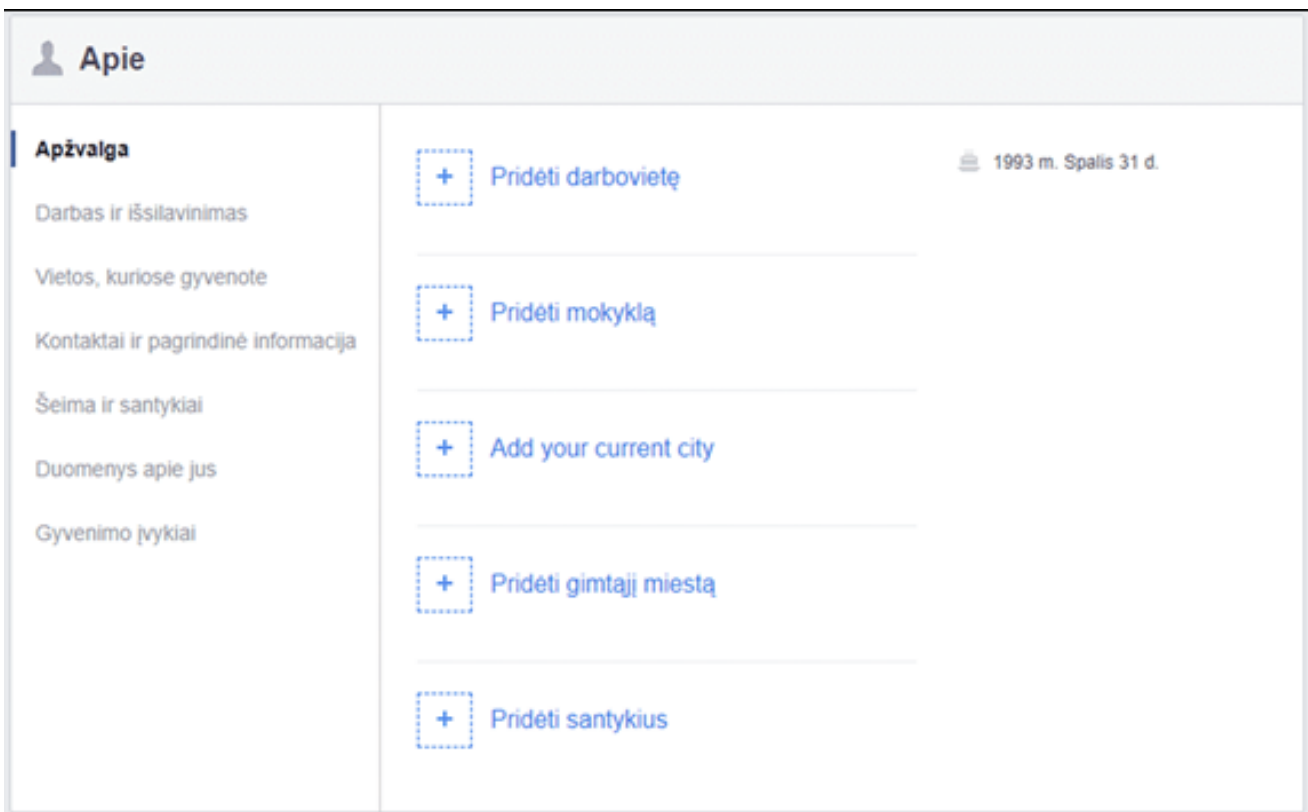 Apie
Apžvalga
Darbas ir išsilavinimas
Vietos, kuriose gyvenote
Kontaktai ir pagrindinė informacija
Šeima ir santykiai
Duomenys apie jus
Gyvenimo įvykiai
+ Pridėti darbovietę
+ Pridėti mokyklą
+ Add your current city
+ Pridėti gimtajį miestą
+ Pridėti santykius
1993 m. Spalis 31 d.